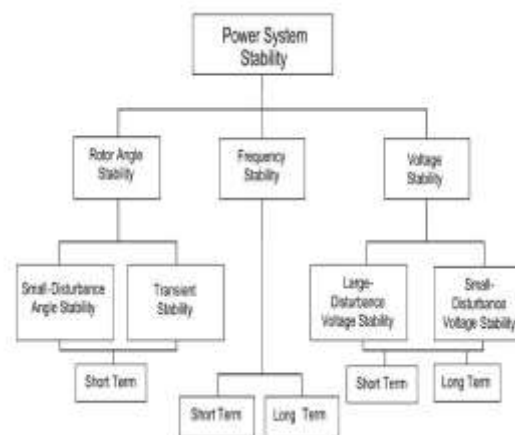 Power System
Stability
Rotor Angle
Stability
Frequency
Stability
Voltage
Stability
Small-Disturbance
Angle Stability
Transient
Stability
Large-
Disturbance
Voltage Stability
Small-
Disturbance
Voltage Stability
Short Term
Short Term
Long Term
Short Term
Long Term